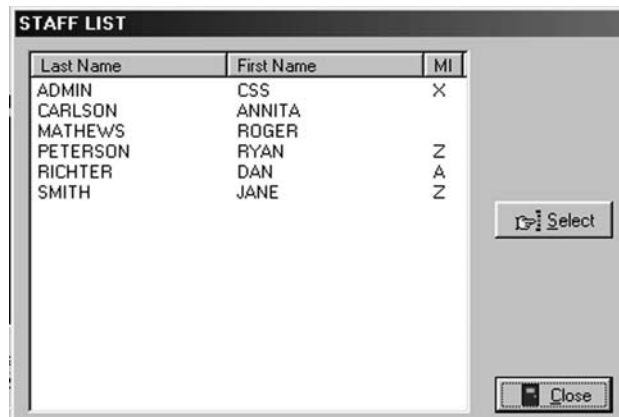 STAFF LIST
Last Name First Name MI
ADMIN CSS X
CARLSON ANNITA
MATHEWS ROGER
PETERSON RYAN Z
RICHTER DAN A
SMITH JANE Z
Select
Close